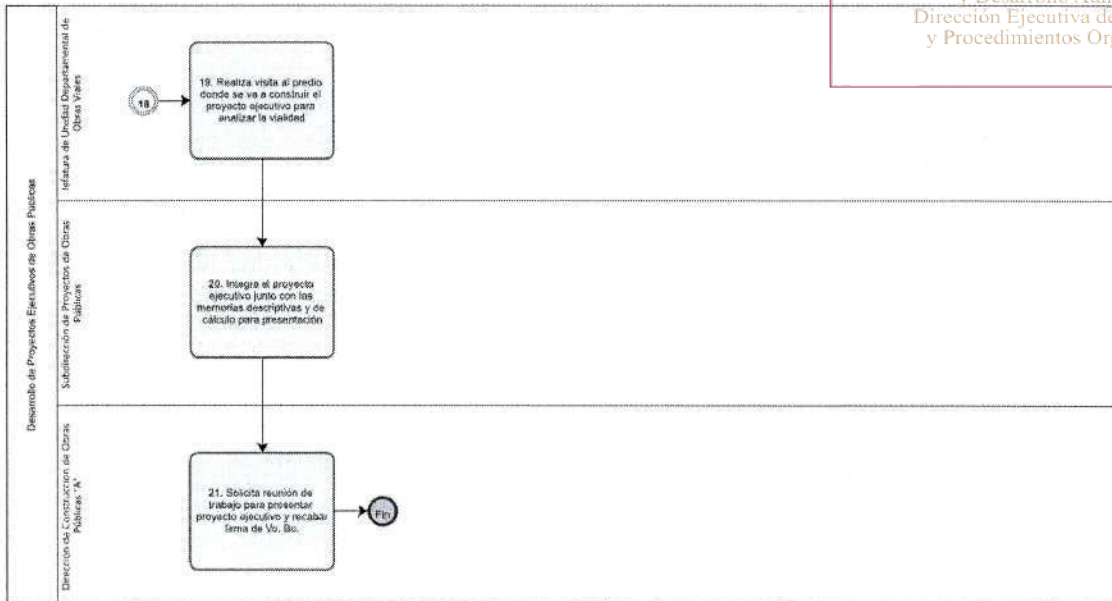 y Desarrollo
Dirección Ejecutiva de
y Procedimientos
Desarrollo de Proyectos Ejecutivos de Obras Públicas
Jefatura de Unidad Departamental de
Obras Viales
18
19. Realiza visita al predio
donde se va a construir el
proyecto ejecutivo para
analizar la vialidad
Subdirección de Proyectos de Obras
Públicas
20. Integra el proyecto
ejecutivo junto con las
memorias descriptivas y de
cálculo para presentación
Dirección de Construcción de Obras
Públicas "A"
21. Solicita reunión de
trabajo para presentar
proyecto ejecutivo y recabar
firma de Vo. Bo.
Fin